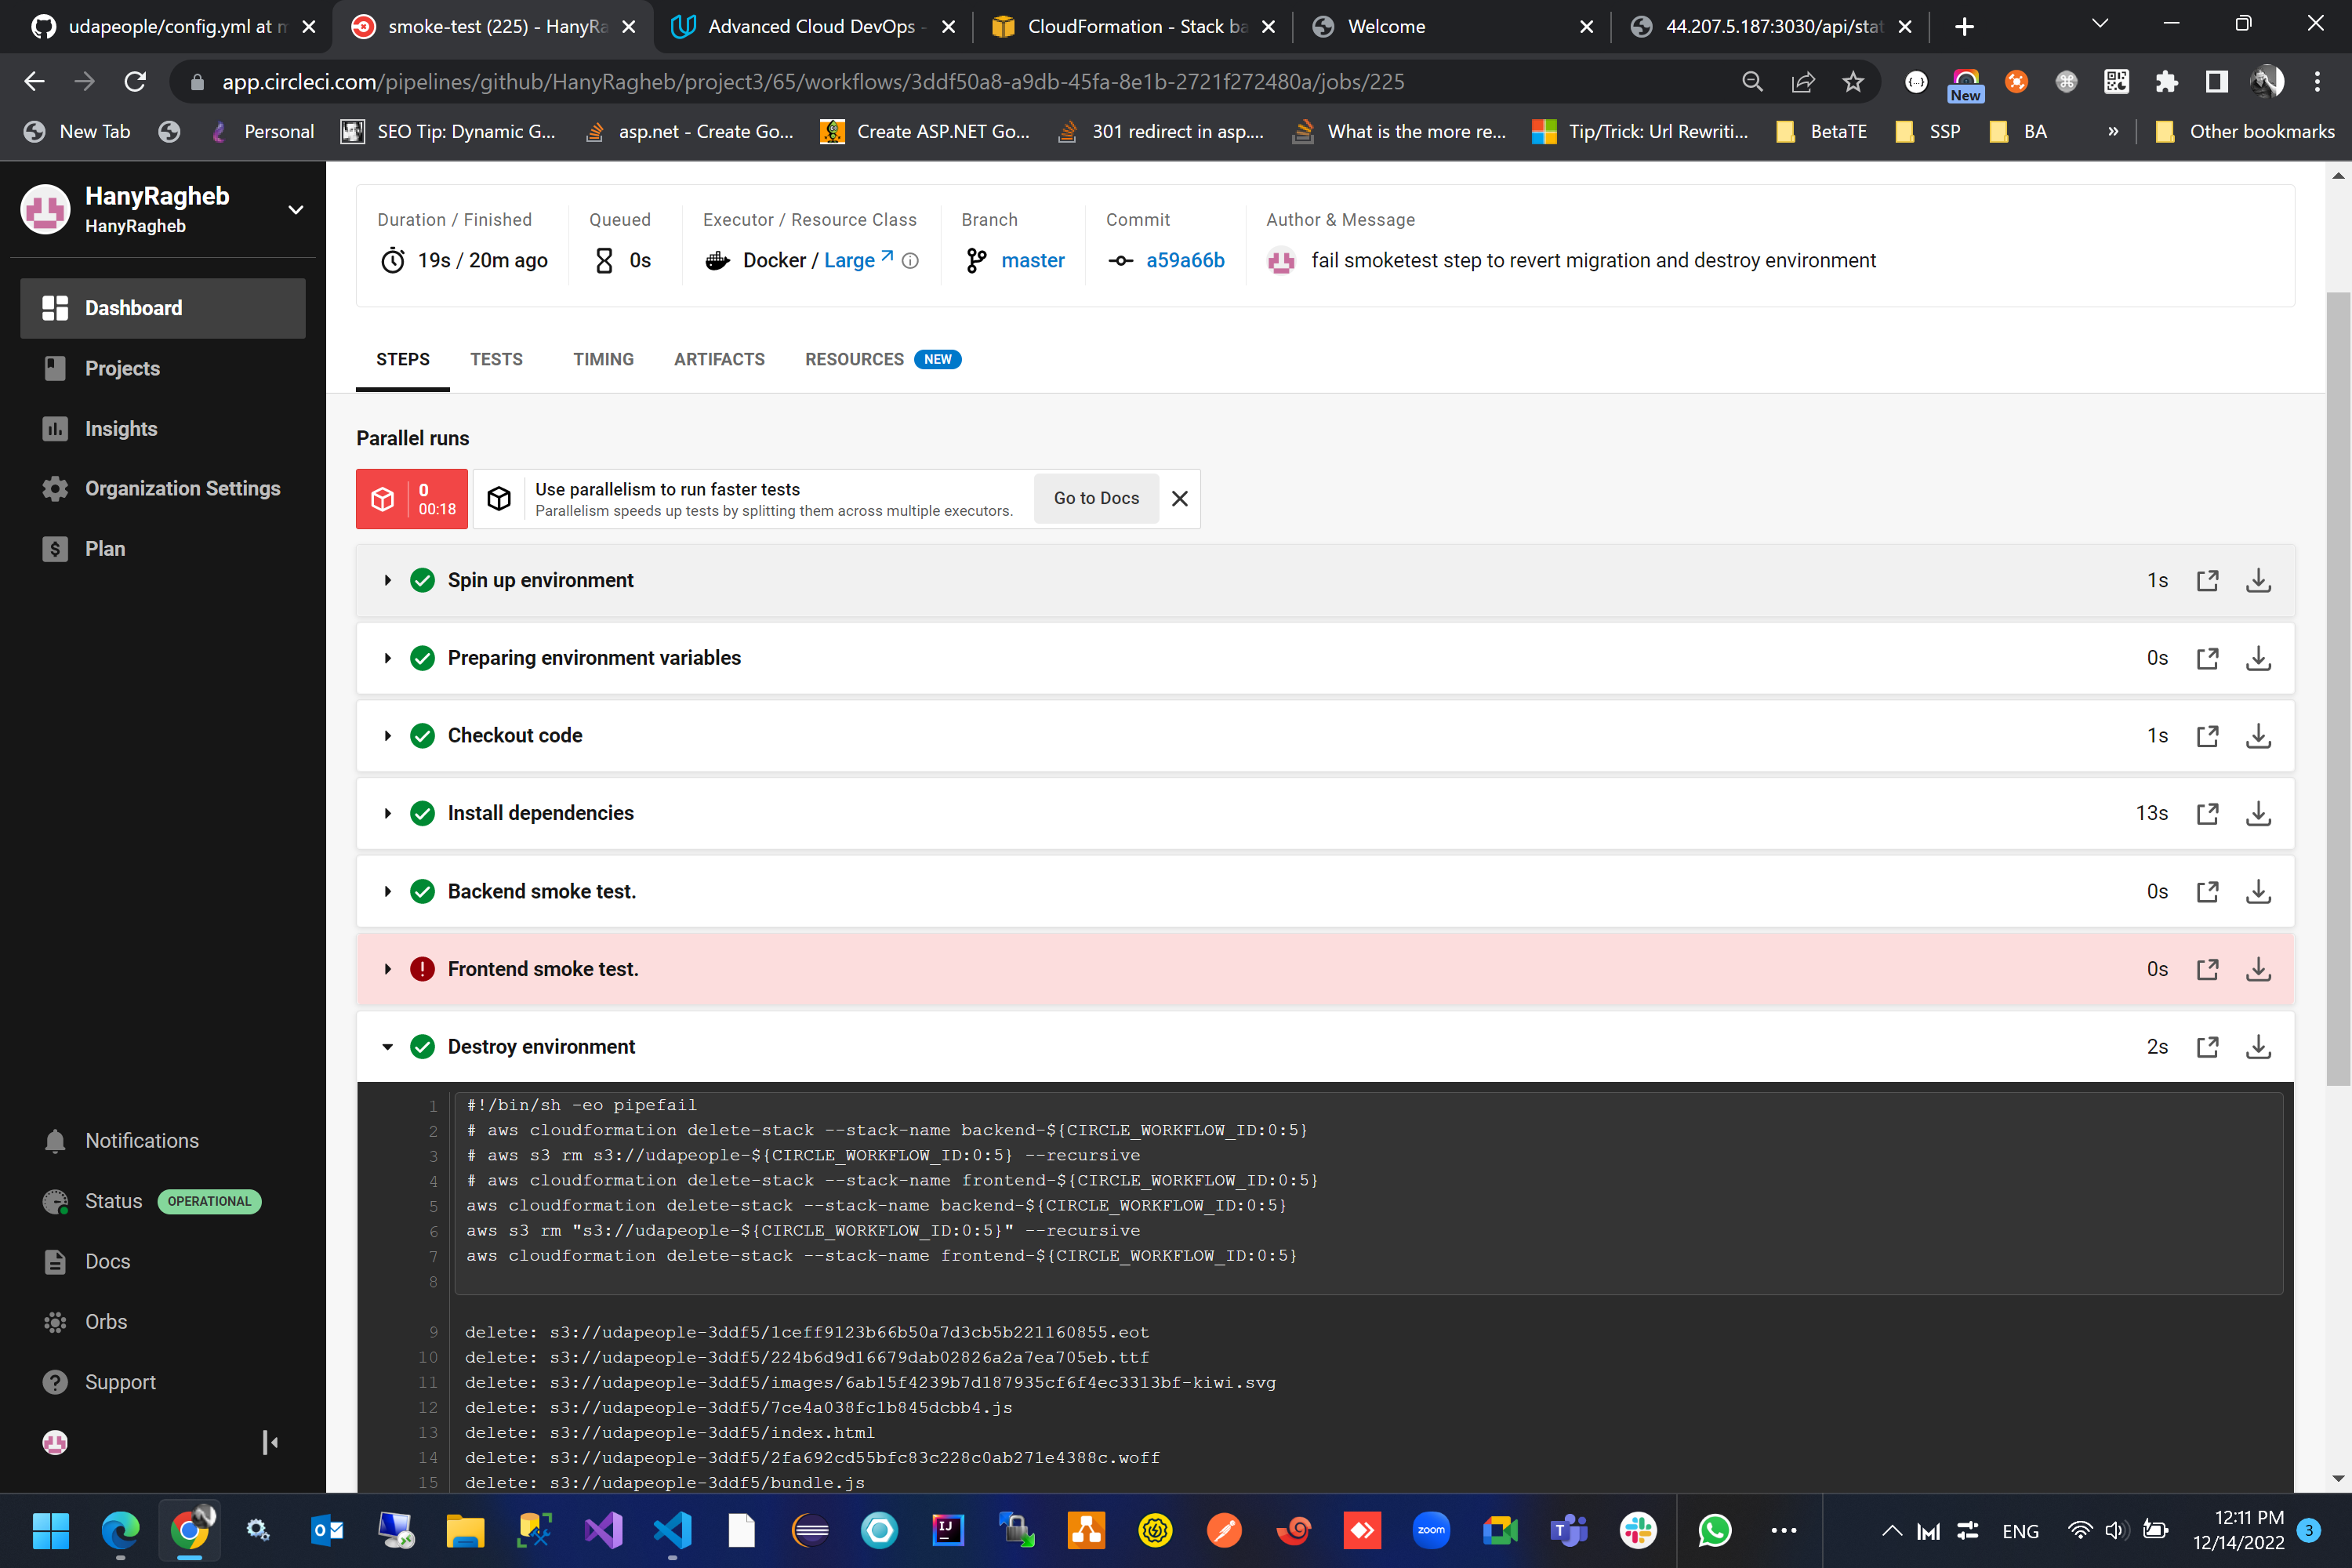 udapeople/config.yml at m
smoke-test (225) - HanyRa
Advanced Cloud DevOps -
CloudFormation - Stack ba
Welcome
44.207.5.187:3030/api/stat
app.circleci.com/pipelines/github/HanyRagheb/project3/65/workflows/3ddf50a8-a9db-45fa-8e1b-2721f272480a/jobs/225
New
New Tab
Personal
SEO Tip: Dynamic G...
asp.net - Create Go...
Create ASP.NET Go...
301 redirect in asp....
What is the more re...
Tip/Trick: Url Rewriti...
BetaTE
SSP
BA
»
Other bookmarks
HanyRagheb
HanyRagheb
Dashboard
Projects
Insights
Organization Settings
Plan
Notifications
Status OPERATIONAL
Docs
Orbs
Support
Duration / Finished
19s / 20m ago
Queued
0s
Executor / Resource Class
Docker / Large
Branch
master
Commit
a59a66b
Author & Message
fail smoketest step to revert migration and destroy environment
STEPS
TESTS
TIMING
ARTIFACTS
RESOURCES NEW
Parallel runs
0
00:18
Use parallelism to run faster tests
Parallelism speeds up tests by splitting them across multiple executors.
Go to Docs
Spin up environment 1s
Preparing environment variables 0s
Checkout code 1s
Install dependencies 13s
Backend smoke test. 0s
Frontend smoke test. 0s
Destroy environment 2s
1 #!/bin/sh -eo pipefail
2 # aws cloudformation delete-stack --stack-name backend-${CIRCLE_WORKFLOW_ID:0:5}
3 # aws s3 rm s3://udapeople-${CIRCLE_WORKFLOW_ID:0:5} --recursive
4 # aws cloudformation delete-stack --stack-name frontend-${CIRCLE_WORKFLOW_ID:0:5}
5 aws cloudformation delete-stack --stack-name backend-${CIRCLE_WORKFLOW_ID:0:5}
6 aws s3 rm "s3://udapeople-${CIRCLE_WORKFLOW_ID:0:5}" --recursive
7 aws cloudformation delete-stack --stack-name frontend-${CIRCLE_WORKFLOW_ID:0:5}
8
9 delete: s3://udapeople-3ddf5/1ceff9123b66b50a7d3cb5b221160855.eot
10 delete: s3://udapeople-3ddf5/224b6d9d16679dab02826a2a7ea705eb.ttf
11 delete: s3://udapeople-3ddf5/images/6ab15f4239b7d187935cf6f4ec3313bf-kiwi.svg
12 delete: s3://udapeople-3ddf5/7ce4a038fc1b845dcbb4.js
13 delete: s3://udapeople-3ddf5/index.html
14 delete: s3://udapeople-3ddf5/2fa692cd55bfc83c228c0ab271e4388c.woff
15 delete: s3://udapeople-3ddf5/bundle.js
zoom
ENG
12:11 PM
12/14/2022
3